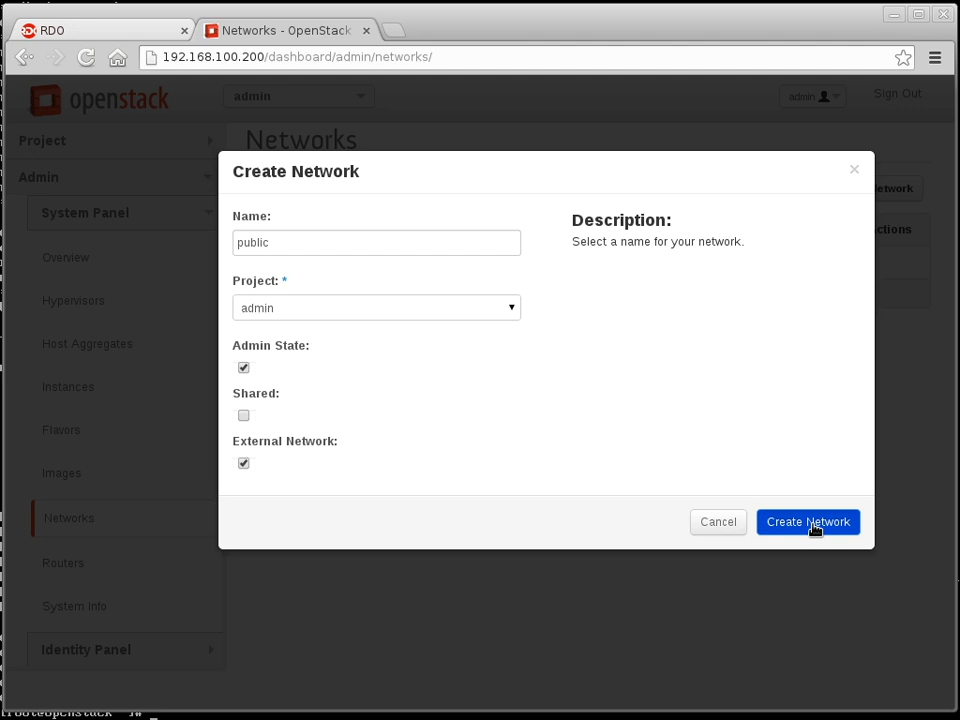 RDO
Networks - OpenStack
192.168.100.200/dashboard/admin/networks/
openstack
admin
admin
Sign Out
Project
Networks
Admin
System Panel
Overview
Hypervisors
Host Aggregates
Instances
Flavors
Images
Networks
Routers
System Info
Identity Panel
Create Network
×
Name:
public
Project: *
admin
Admin State:
Shared:
External Network:
Description:
Select a name for your network.
Cancel
Create Network